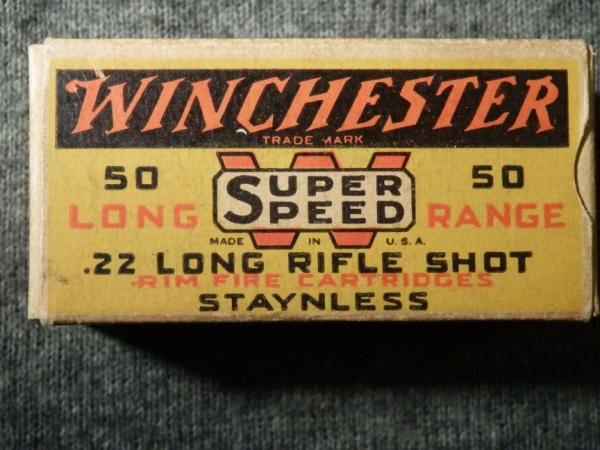 WINCHESTER
TRADE MARK
50 SUPER SPEED 50
LONG RANGE
MADE IN U.S.A.
.22 LONG RIFLE SHOT
RIM FIRE CARTRIDGES
STAYNLESS